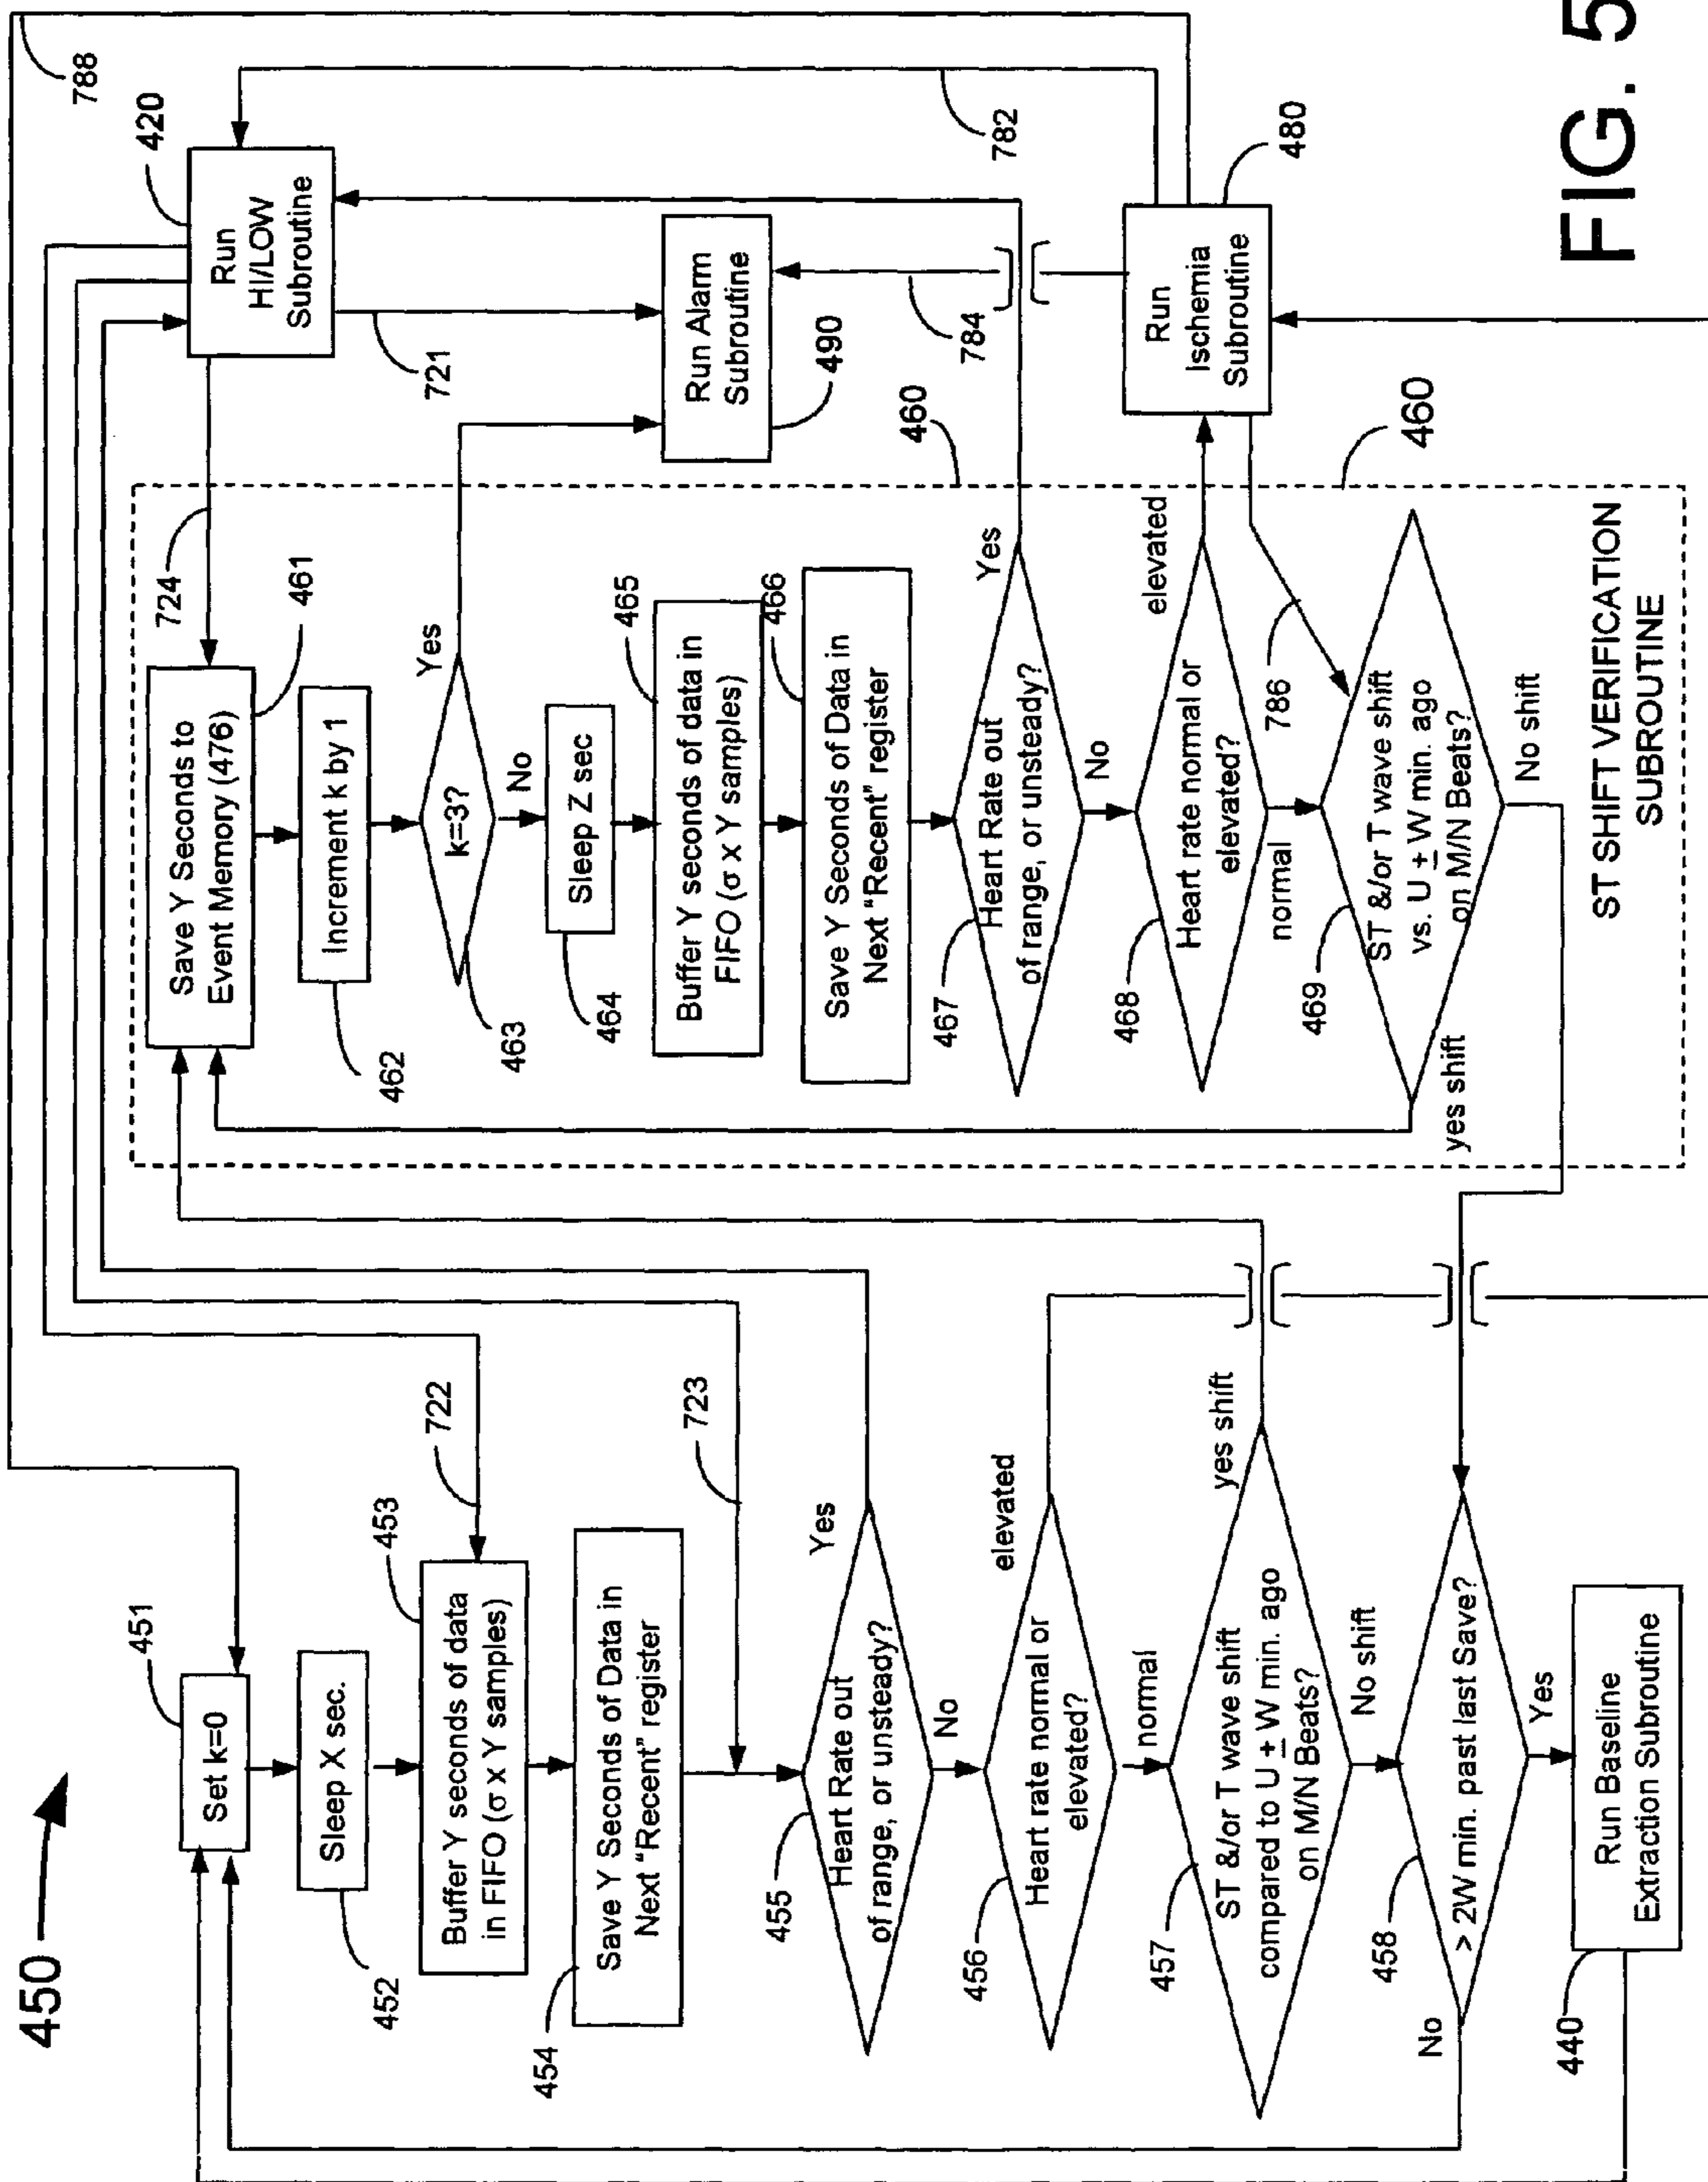 450
451
Set k=0
Sleep X sec.
452
453
Buffer Y seconds of data
in FIFO (σ x Y samples)
722
454
Save Y Seconds of Data in
Next "Recent" register
723
455
Heart Rate out
of range, or unsteady?
Yes
No
456
Heart rate normal or
elevated?
elevated
normal
457
ST &/or T wave shift
compared to U ± W min. ago
on M/N Beats?
yes shift
No shift
458
> 2W min. past last Save?
No
Yes
440
Run Baseline
Extraction Subroutine
724
Save Y Seconds to
Event Memory (476)
461
Increment k by 1
462
k=3?
Yes
463
No
Sleep Z sec
464
465
Buffer Y seconds of data in
FIFO (σ x Y samples)
466
Save Y Seconds of Data in
Next "Recent" register
467
Heart Rate out
of range, or unsteady?
Yes
No
460
468
Heart rate normal or
elevated?
elevated
normal
786
469
ST &/or T wave shift
vs. U ± W min. ago
on M/N Beats?
yes shift
No shift
460
ST SHIFT VERIFICATION
SUBROUTINE
788
420
Run
HI/LOW
Subroutine
721
Run Alarm
Subroutine
490
784
782
Run
Ischemia
Subroutine
480
FIG. 5